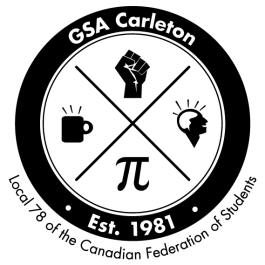 GSA Carleton
π
• Est. 1981 •
Local 78 of the Canadian Federation of Students